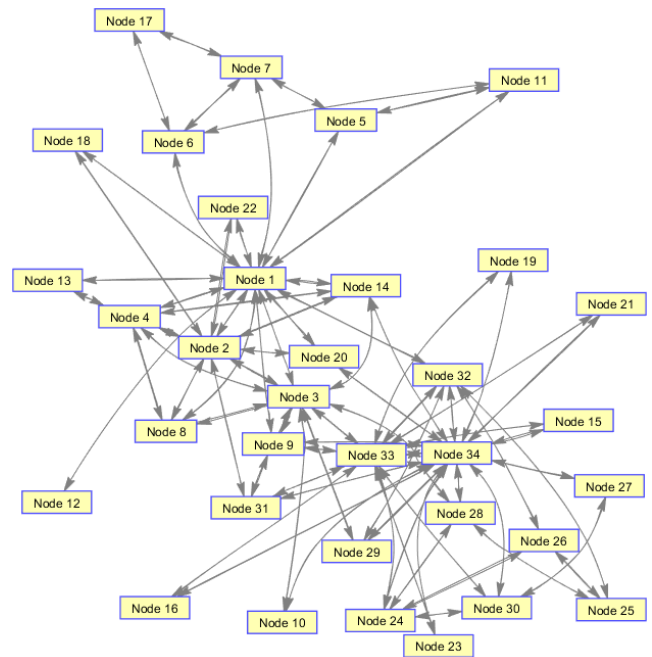 Node 17
Node 7
Node 11
Node 5
Node 6
Node 18
Node 22
Node 19
Node 1
Node 13
Node 14
Node 21
Node 4
Node 2
Node 20
Node 32
Node 3
Node 15
Node 8
Node 9
Node 33
Node 34
Node 27
Node 12
Node 31
Node 28
Node 26
Node 29
Node 16
Node 30
Node 25
Node 10
Node 24
Node 23